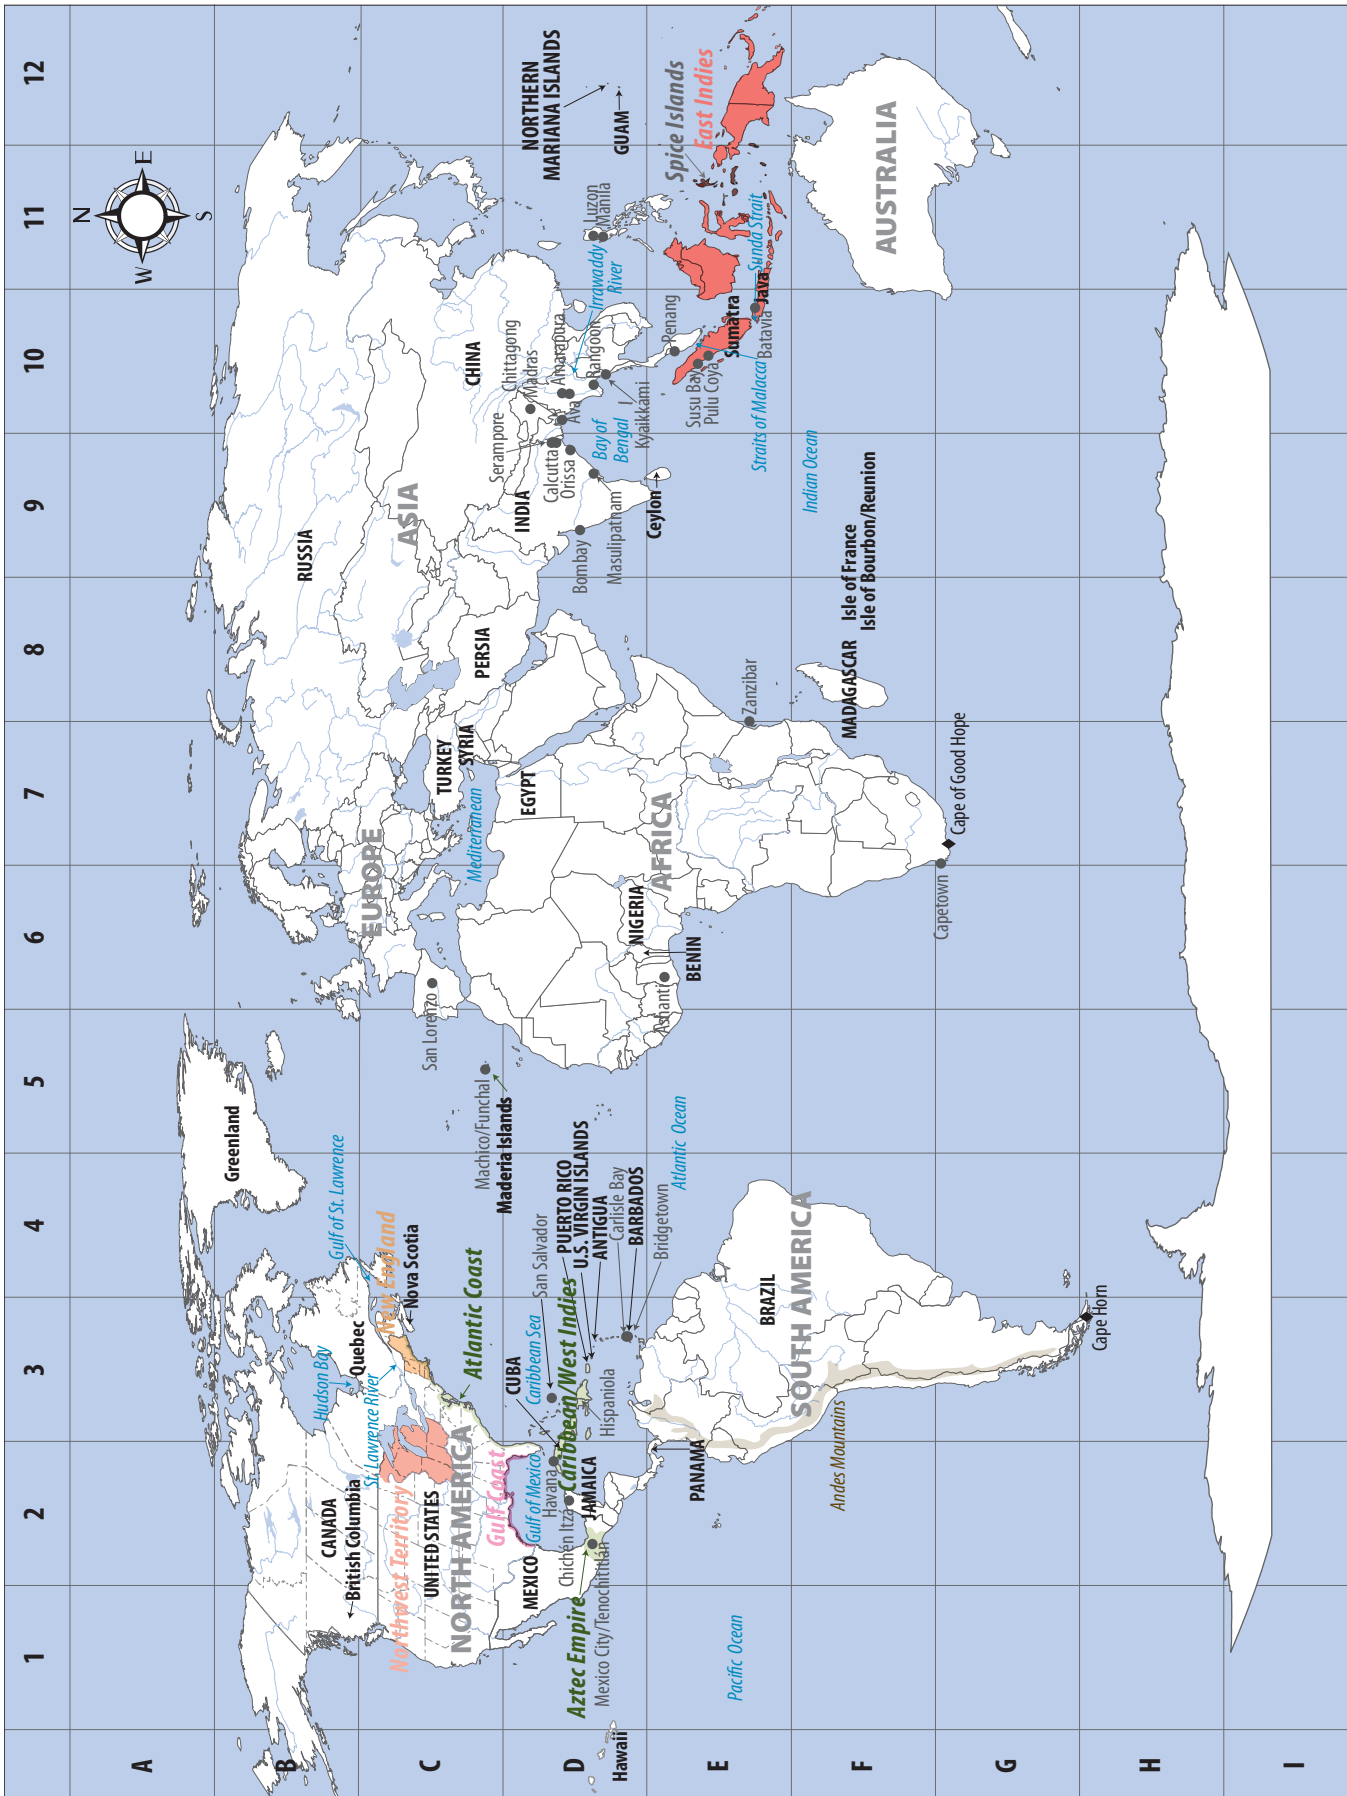 1
2
3
4
5
6
7
8
9
10
11
12
A
B
C
D
E
F
G
H
I
N
W
E
S
Greenland
RUSSIA
Hudson Bay
Gulf of St. Lawrence
CANADA
British Columbia
Quebec
St. Lawrence River
New England
Nova Scotia
Northwest Territory
UNITED STATES
NORTH AMERICA
Atlantic Coast
Gulf Coast
EUROPE
ASIA
San Lorenzo
TURKEY
SYRIA
Mediterranean
PERSIA
CHINA
Machico/Funchal
Maderia Islands
MEXICO
Gulf of Mexico
Havana
CUBA
Caribbean Sea
San Salvador
Chichén Itzá
Caribbean/West Indies
PUERTO RICO
U.S. VIRGIN ISLANDS
ANTIGUA
JAMAICA
Hispaniola
Carlisle Bay
BARBADOS
Bridgetown
Aztec Empire
Mexico City/Tenochititlán
Hawaii
EGYPT
INDIA
Serampore
Chittagong
Madras
Calcutta
Orissa
Amarapura
Ava
Rangoon
Irrawaddy
River
Bay of
Bengal
Kyaikkami
Bombay
Masulipatnam
Ceylon
Luzon
Manila
NORTHERN
MARIANA ISLANDS
GUAM
NIGERIA
AFRICA
BENIN
Ashanti
Atlantic Ocean
PANAMA
Pacific Ocean
BRAZIL
SOUTH AMERICA
Andes Mountains
Zanzibar
Penang
Susu Bay
Pulu Coya
Sumatra
Straits of Malacca
Batavia
Java
Sunda Strait
Spice Islands
East Indies
Indian Ocean
MADAGASCAR
Isle of France
Isle of Bourbon/Reunion
AUSTRALIA
Capetown
Cape of Good Hope
Cape Horn